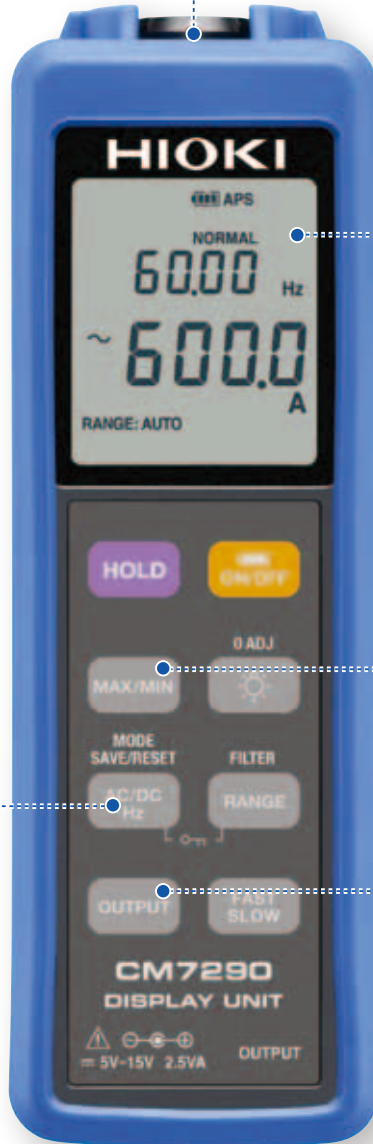 HIOKI
APS
NORMAL
60.00 Hz
~ 600.0 A
RANGE: AUTO
HOLD ON/OFF
0 ADJ
MAX/MIN
MODE
SAVE/RESET FILTER
AC/DC
Hz RANGE
OUTPUT FAST
SLOW
CM7290
DISPLAY UNIT
5V-15V 2.5VA OUTPUT